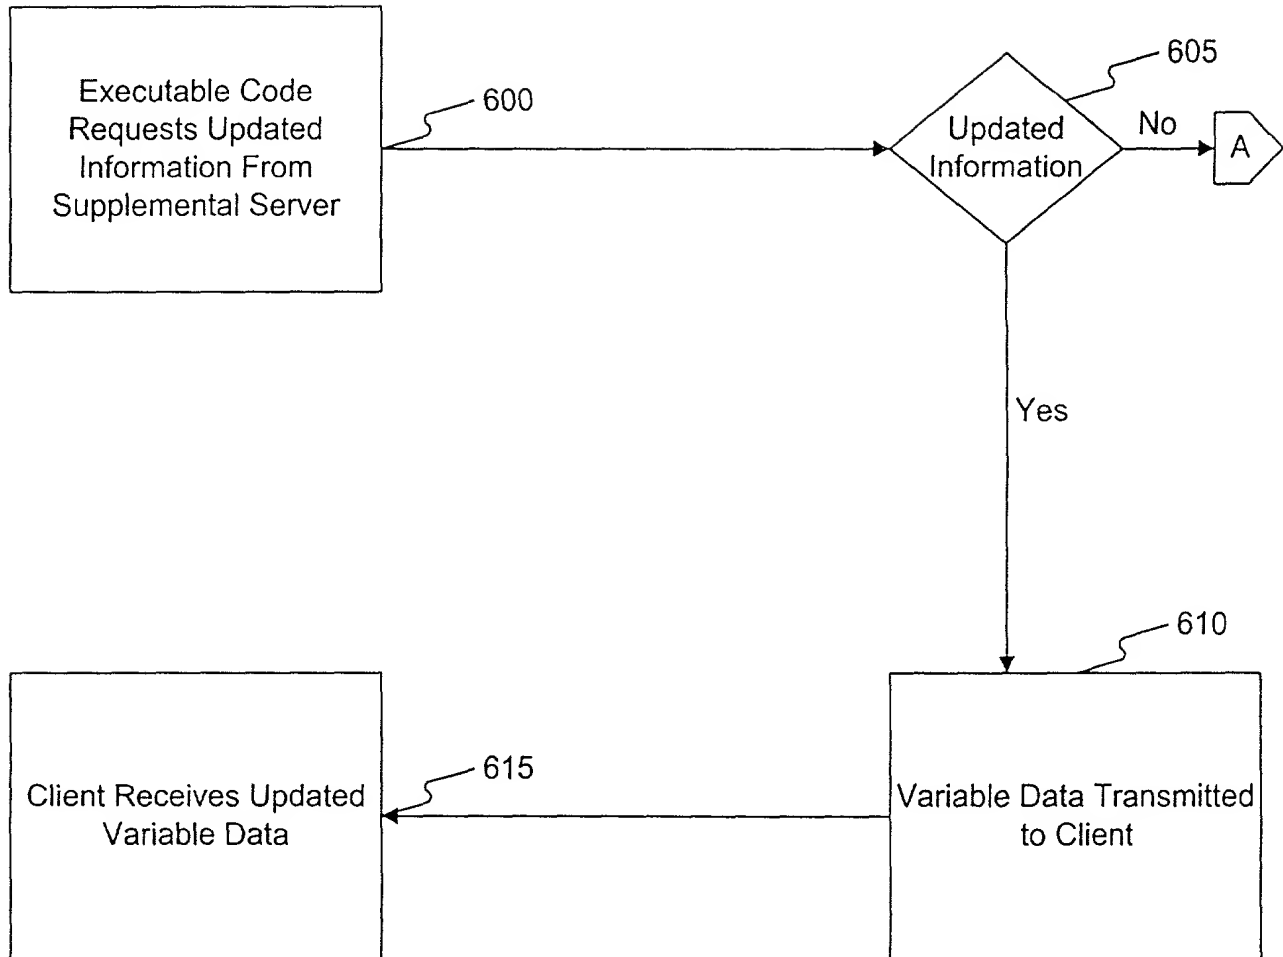 Executable Code
Requests Updated
Information From
Supplemental Server
600
605
Updated
Information
No
A
Yes
610
615
Client Receives Updated
Variable Data
Variable Data Transmitted
to Client